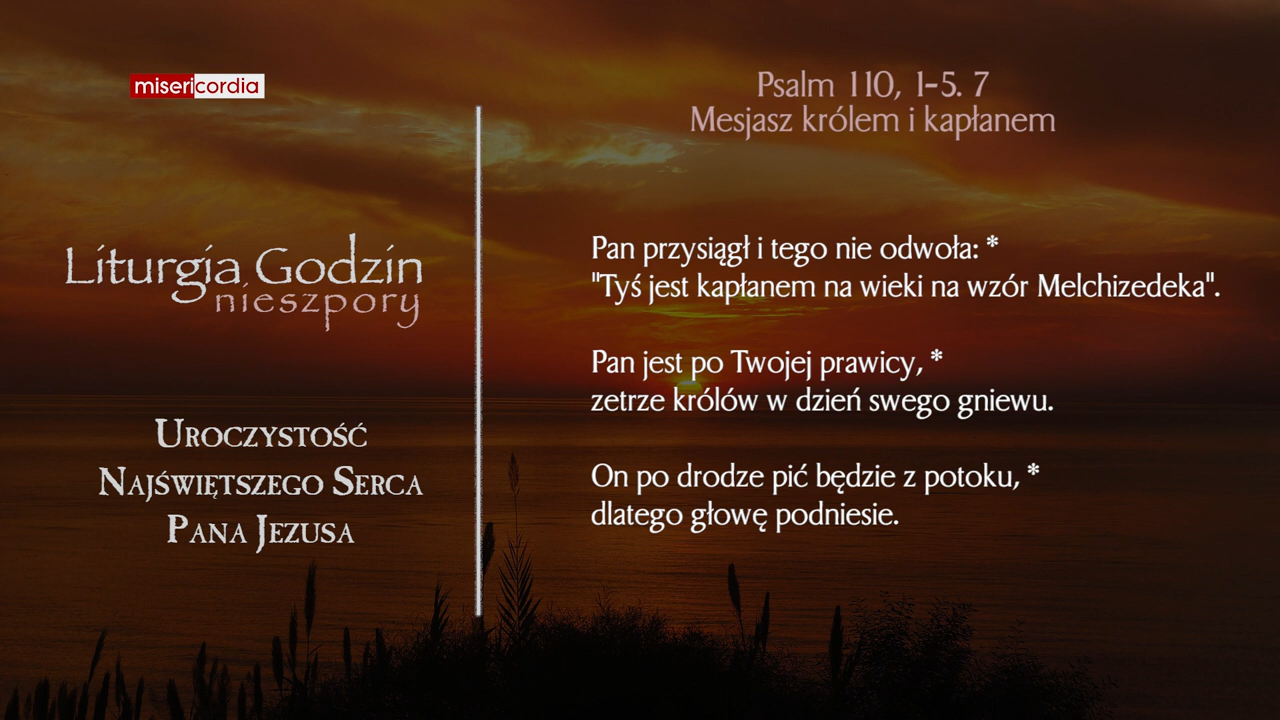 misericordia
Liturgia Godzin
nieszpory
Uroczystość
Najświętszego Serca
Pana Jezusa
Psalm 110, 1-5. 7
Mesjasz królem i kapłanem
Pan przysiągł i tego nie odwoła: *
"Tyś jest kapłanem na wieki na wzór Melchizedeka".
Pan jest po Twojej prawicy, *
zetrze królów w dzień swego gniewu.
On po drodze pić będzie z potoku, *
dlatego głowę podniesie.